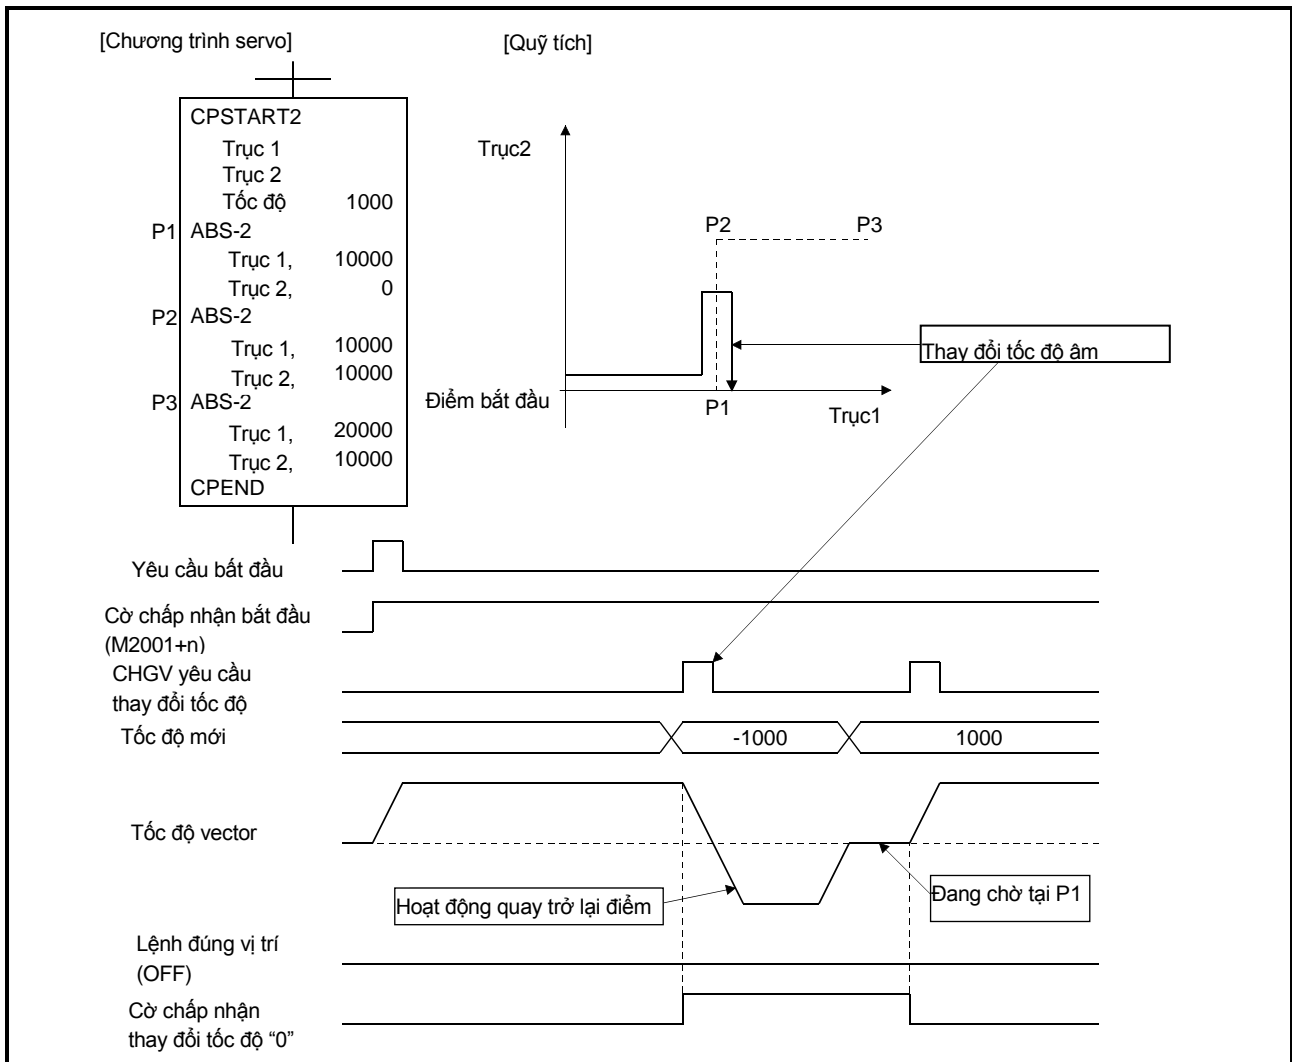 [Chương trình servo]
[Quỹ tích]
CPSTART2
Trục 1
Trục 2
Tốc độ 1000
P1 ABS-2
Trục 1, 10000
Trục 2, 0
P2 ABS-2
Trục 1, 10000
Trục 2, 10000
P3 ABS-2
Trục 1, 20000
Trục 2, 10000
CPEND
Trục2
P2 P3
Thay đổi tốc độ âm
Điểm bắt đầu
P1
Trục1
Yêu cầu bắt đầu
Cờ chấp nhận bắt đầu
(M2001+n)
CHGV yêu cầu
thay đổi tốc độ
Tốc độ mới
-1000 1000
Tốc độ vector
Hoạt động quay trở lại điểm
Đang chờ tại P1
Lệnh đúng vị trí
(OFF)
Cờ chấp nhận
thay đổi tốc độ “0”